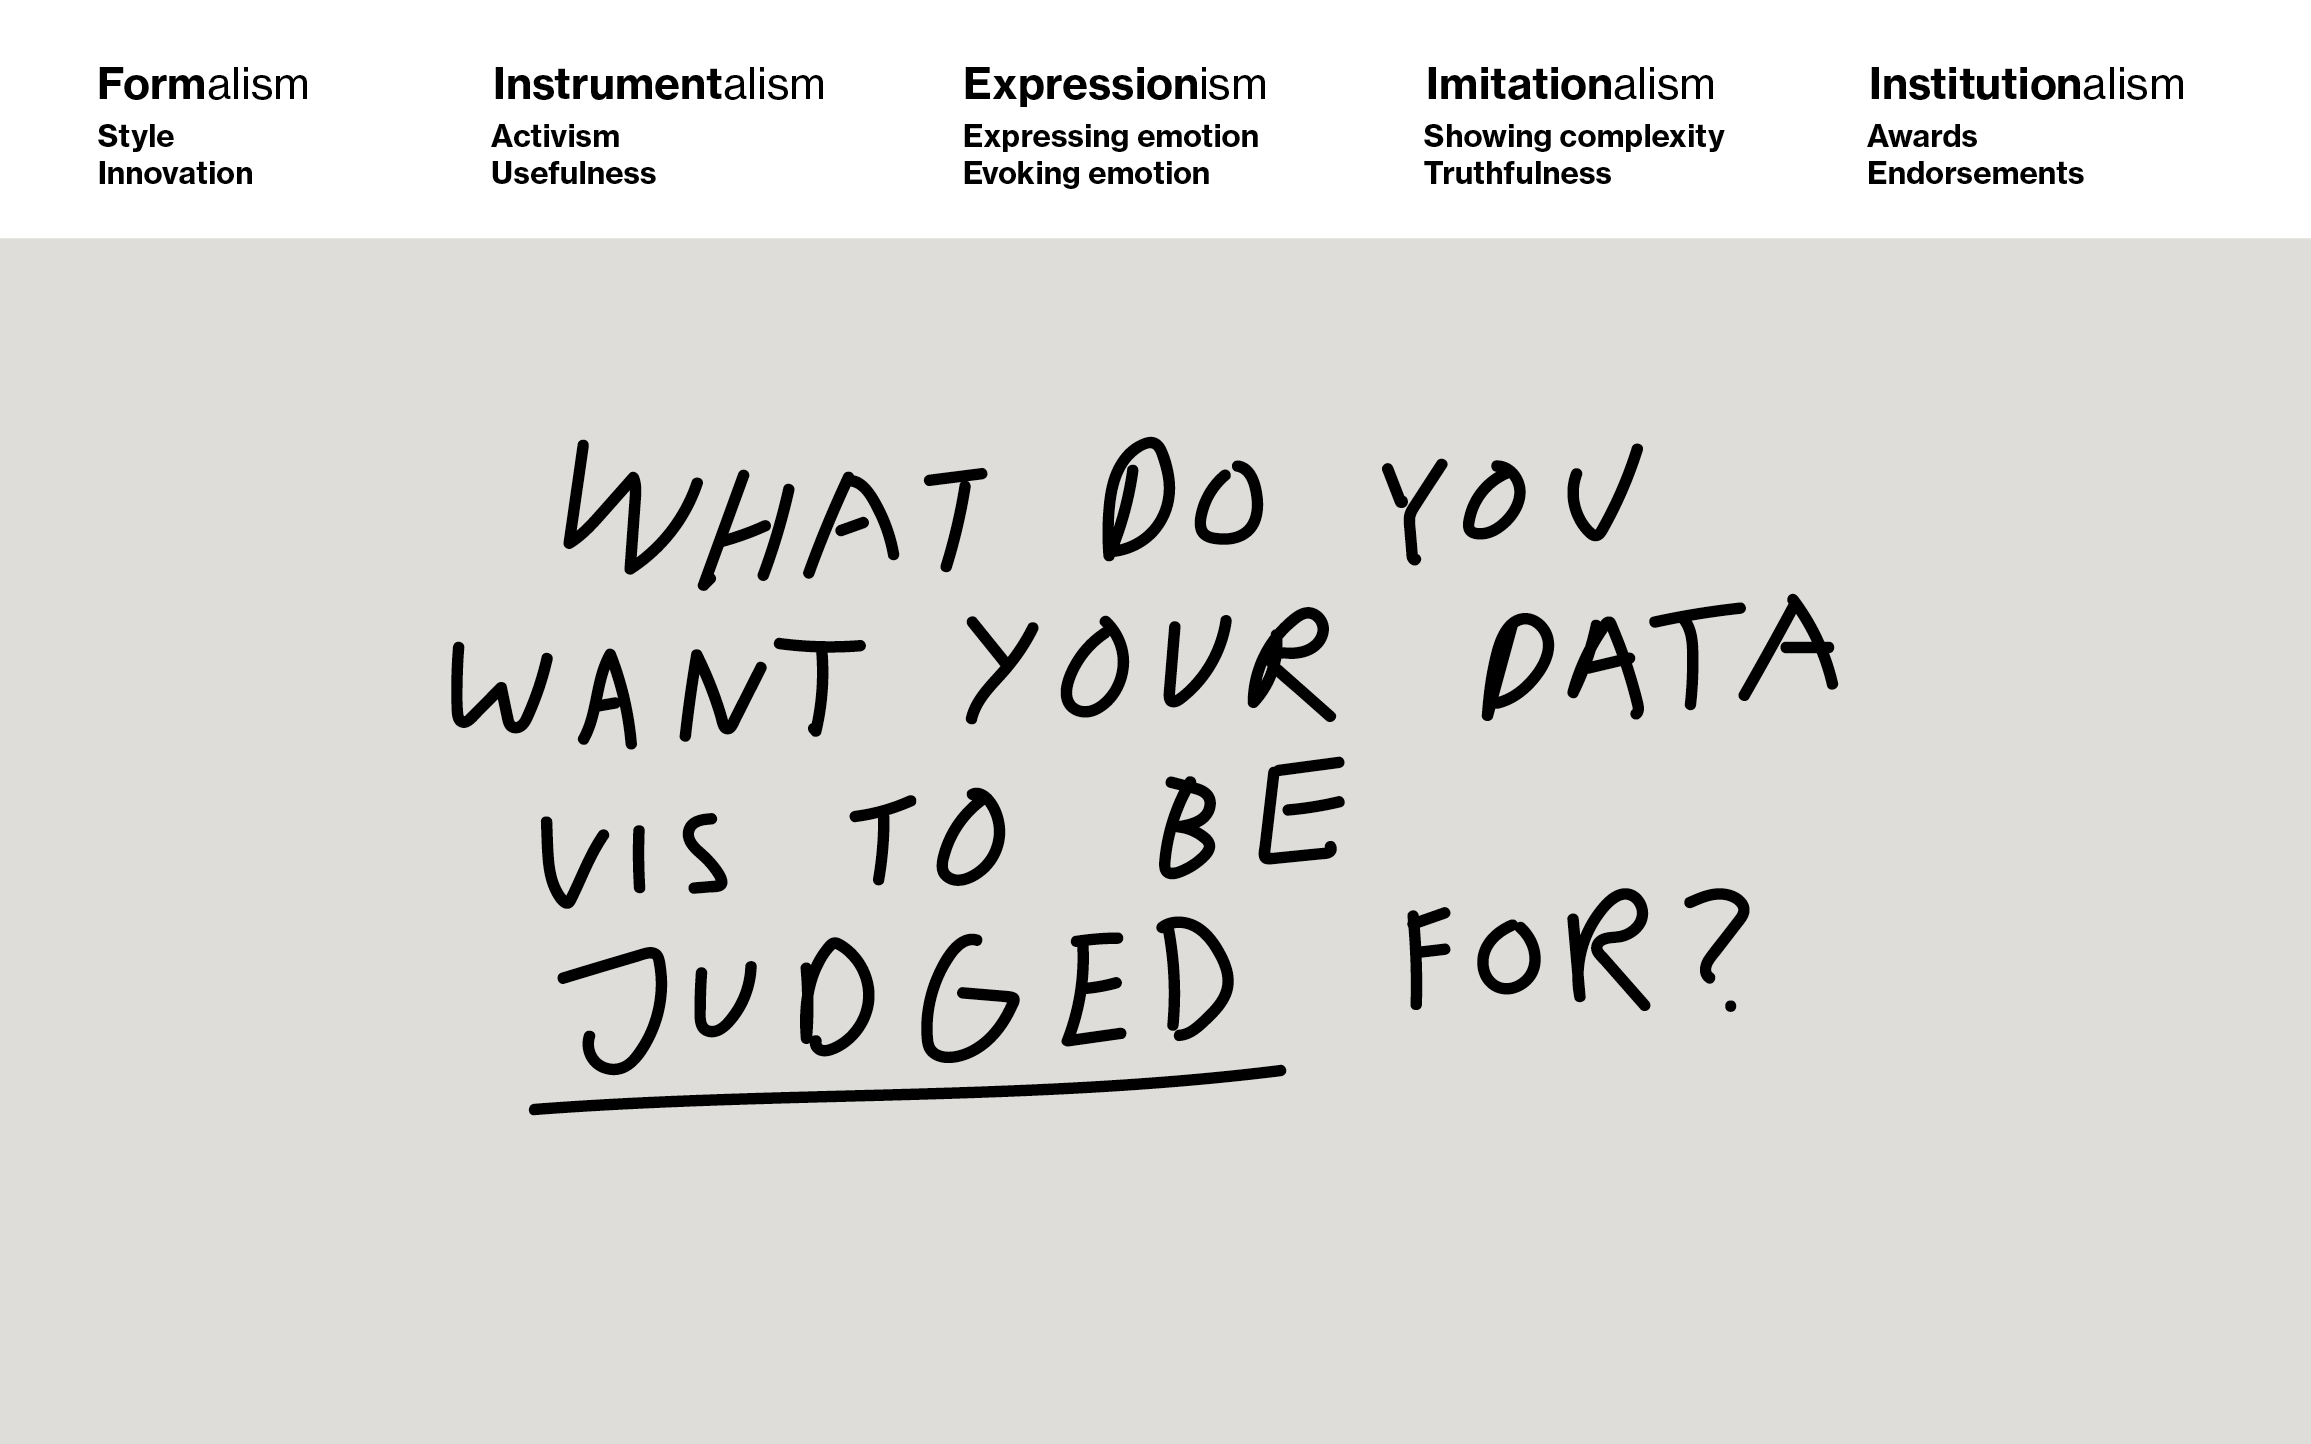 Formalism
Style
Innovation
Instrumentalism
Activism
Usefulness
Expressionism
Expressing emotion
Evoking emotion
Imitationalism
Showing complexity
Truthfulness
Institutionalism
Awards
Endorsements
WHAT DO YOU
WANT YOUR DATA
VIS TO BE
JUDGED FOR?